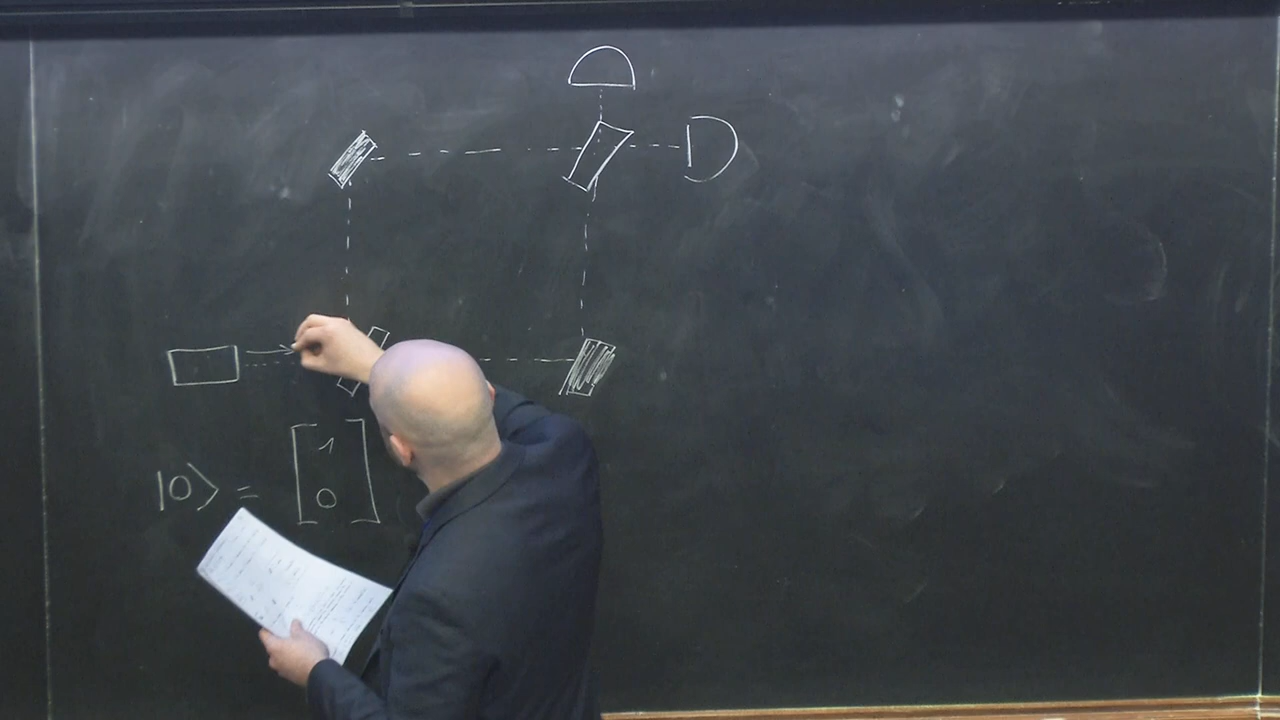 |0⟩ = [1
0]